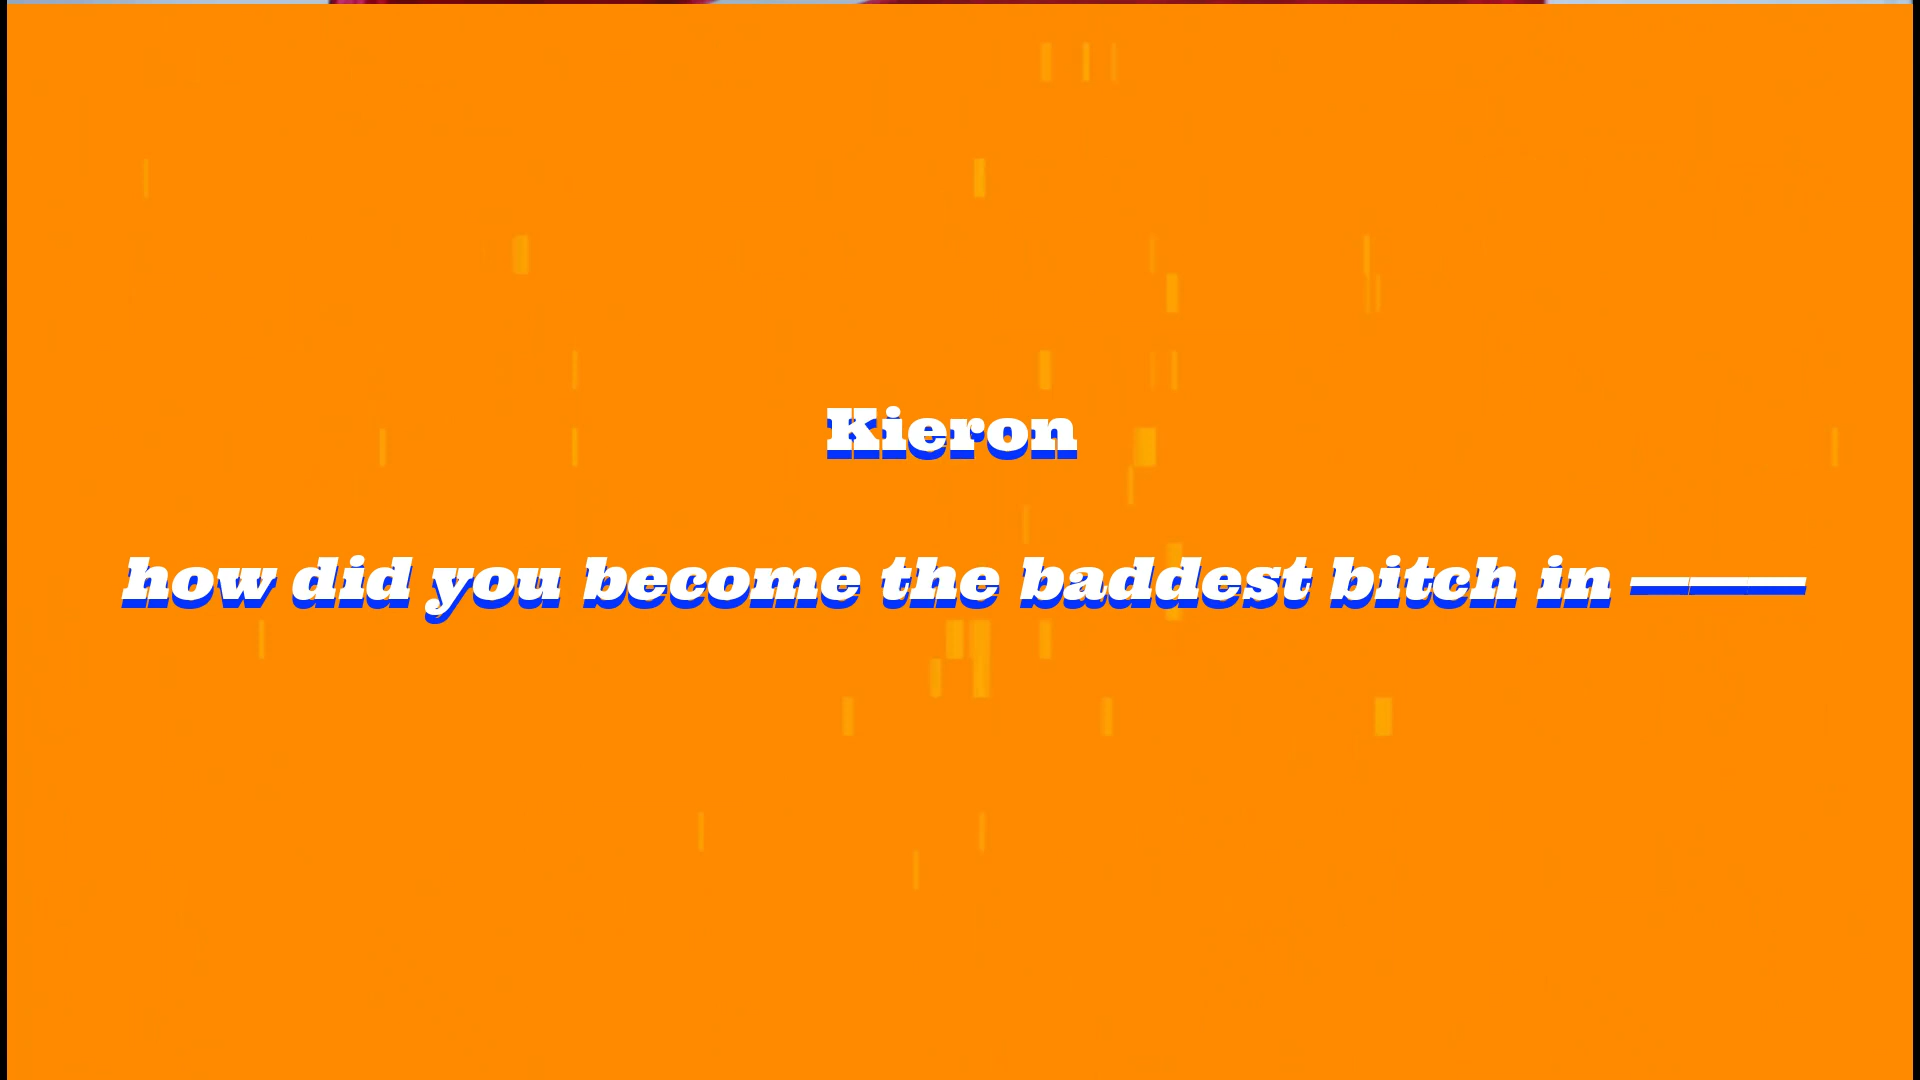 Kieron
how did you become the baddest bitch in ———